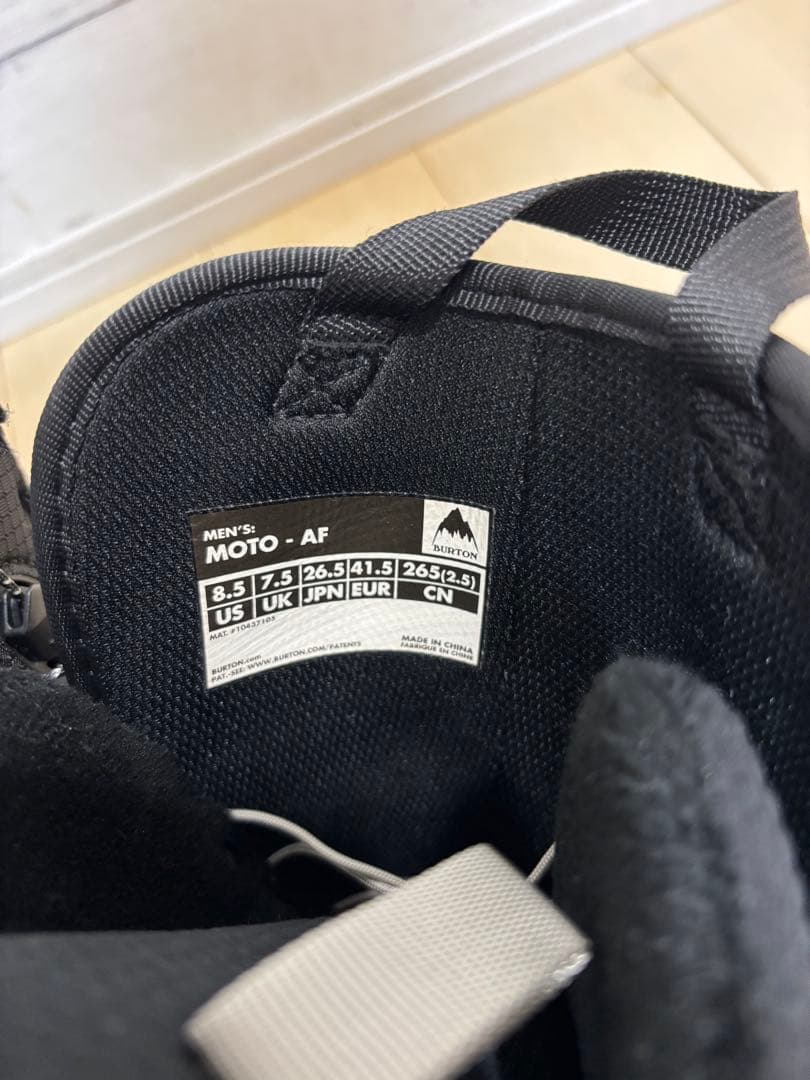 MEN'S:
MOTO - AF
BURTON
8.5 7.5 26.5 41.5 265(2.5)
US UK JPN EUR CN
MAT. #10437105
MADE IN CHINA
FABRIQUÉ EN CHINE
BURTON.com
PAT.-SEE: WWW.BURTON.COM/PATENTS